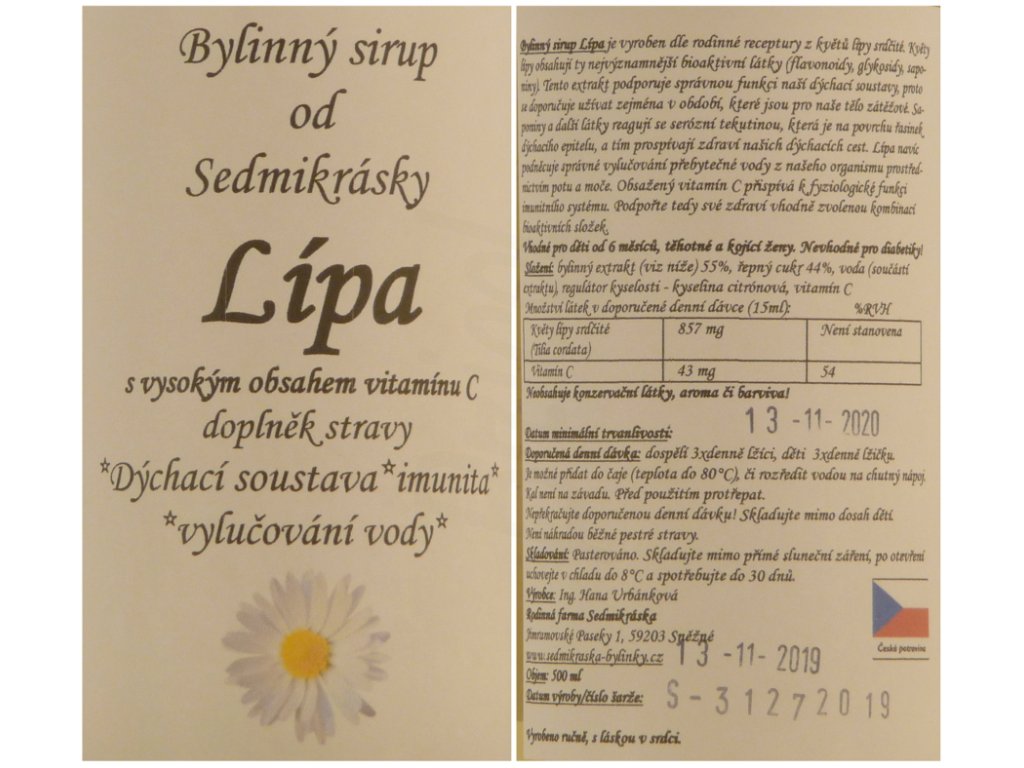 Bylinný sirup
od
Sedmikrásky
Lípa
s vysokým obsahem vitamínu C
doplněk stravy
*Dýchací soustava*imunita*
*vylučování vody*
Bylinný sirup Lípa je vyroben dle rodinné receptury z květů lípy srdčité. Květy
lípy obsahují ty nejvýznamnější bioaktivní látky (flavonoidy, glykosidy, sapo-
niny). Tento extrakt podporuje správnou funkci naší dýchací soustavy, proto
se doporučuje užívat zejména v období, které jsou pro naše tělo zátěžové. Sa-
poniny a další látky reagují se serózní tekutinou, která je na povrchu řasinek
dýchacího epitelu, a tím prospívají zdraví našich dýchacích cest. Lípa navíc
podněcuje správné vylučování přebytečné vody z našeho organismu prostřed-
nictvím potu a moče. Obsažený vitamín C přispívá k fyziologické funkci
imunitního systému. Podpořte tedy své zdraví vhodně zvolenou kombinací
bioaktivních složek.
Vhodné pro děti od 6 měsíců, těhotné a kojící ženy. Nevhodné pro diabetiky!
Složení: bylinný extrakt (viz níže) 55%, řepný cukr 44%, voda (součástí
extraktu), regulátor kyselosti - kyselina citrónová, vitamín C
Množství látek v doporučené denní dávce (15ml): %RVH
Květy lípy srdčité 857 mg Není stanovena
(Tilia cordata)
Vitamín C 43 mg 54
Neobsahuje konzervační látky, aroma či barviva!
Datum minimální trvanlivosti: 13 -11- 2020
Doporučená denní dávka: dospělí 3xdenně lžíci, děti 3xdenně lžičku.
Je možné přidat do čaje (teplota do 80°C), či rozředit vodou na chutný nápoj.
Kal není na závadu. Před použitím protřepat.
Nepřekračujte doporučenou denní dávku! Skladujte mimo dosah dětí.
Není náhradou běžné pestré stravy.
Skladování: Pasterováno. Skladujte mimo přímé sluneční záření, po otevření
uchovejte v chladu do 8°C a spotřebujte do 30 dnů.
Výrobce: Ing. Hana Urbánková
Rodinná farma Sedmikráska
Jimramovské Paseky 1, 59203 Sněžné
www.sedmikraska-bylinky.cz 13 -11- 2019
Objem: 500 ml
Datum výroby/číslo šarže: S - 3 1 2 7 2 0 1 9
České potraviny
Vyrobeno ručně, s láskou v srdci.